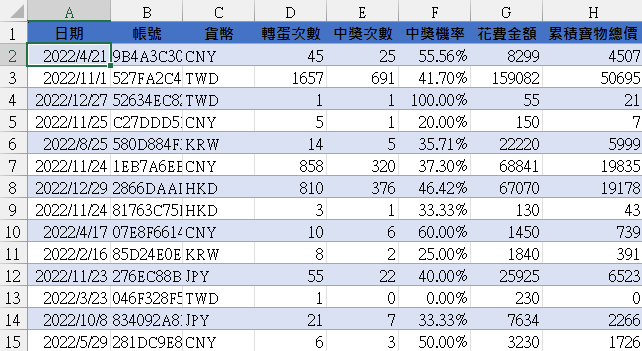 A B C D E F G H
1 日期 帳號 貨幣 轉蛋次數 中獎次數 中獎機率 花費金額 累積寶物總價
2 2022/4/21 9B4A3C30 CNY 45 25 55.56% 8299 4507
3 2022/11/1 527FA2C4 TWD 1657 691 41.70% 159082 50695
4 2022/12/27 52634EC8 TWD 1 1 100.00% 55 21
5 2022/11/25 C27DDD5 CNY 5 1 20.00% 150 7
6 2022/8/25 580D884F KRW 14 5 35.71% 22220 5999
7 2022/11/24 1EB7A6EE CNY 858 320 37.30% 68841 19835
8 2022/12/29 2866DAA HKD 810 376 46.42% 67070 19178
9 2022/11/24 81763C75 HKD 3 1 33.33% 130 43
10 2022/4/17 07E8F661 CNY 10 6 60.00% 1450 739
11 2022/2/16 85D24E0E KRW 8 2 25.00% 1840 391
12 2022/11/23 276EC88B JPY 55 22 40.00% 25925 6523
13 2022/3/23 046F328F TWD 1 0 0.00% 230 0
14 2022/10/8 834092A8 JPY 21 7 33.33% 7634 2266
15 2022/5/29 281DC9E8 CNY 6 3 50.00% 3230 1726